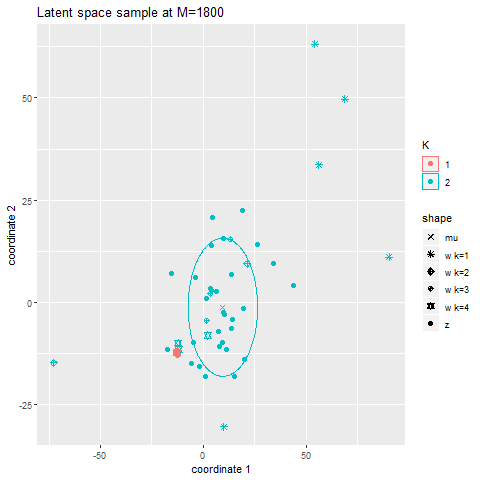 Latent space sample at M=1800
50
25
0
-25
coordinate 2
-50
0
50
coordinate 1
K
1
2
shape
mu
w k=1
w k=2
w k=3
w k=4
z